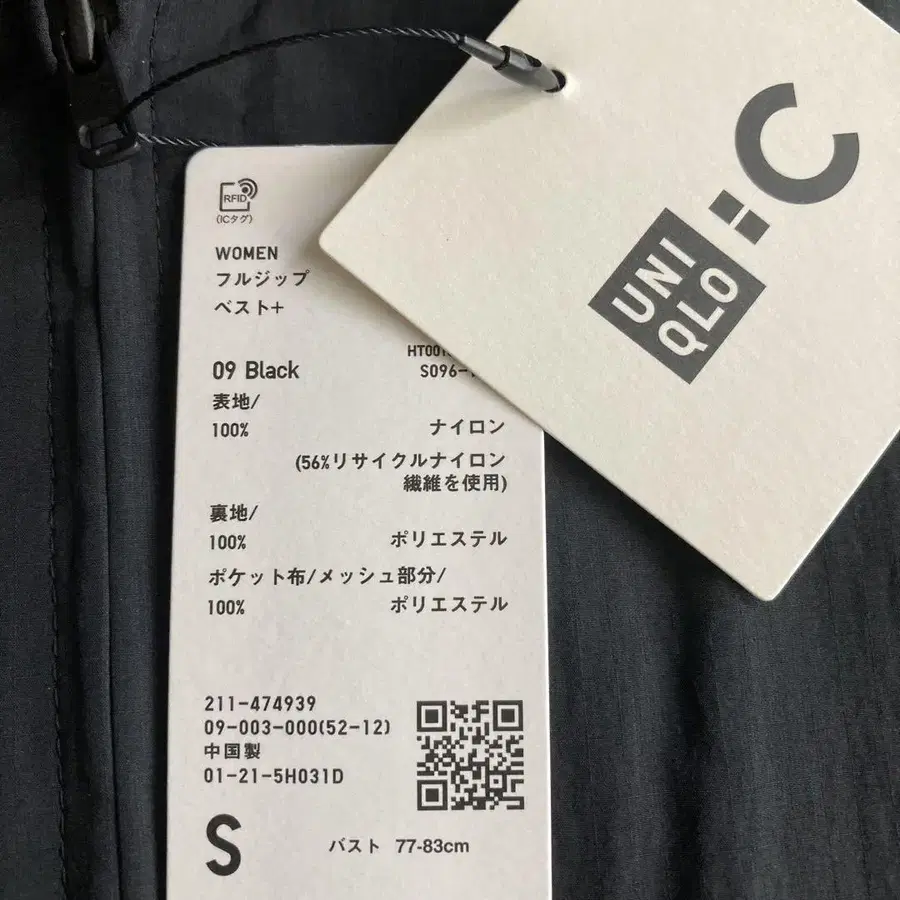 RFID
(ICタグ)
WOMEN
フルジップ
ベスト+
09 Black
S096-
表地/
100% ナイロン
(56%リサイクルナイロン
繊維を使用)
裏地/
100% ポリエステル
ポケット布/メッシュ部分/
100% ポリエステル
211-474939
09-003-000(52-12)
中国製
01-21-5H031D
S バスト 77-83cm
UNI
QLO
: C